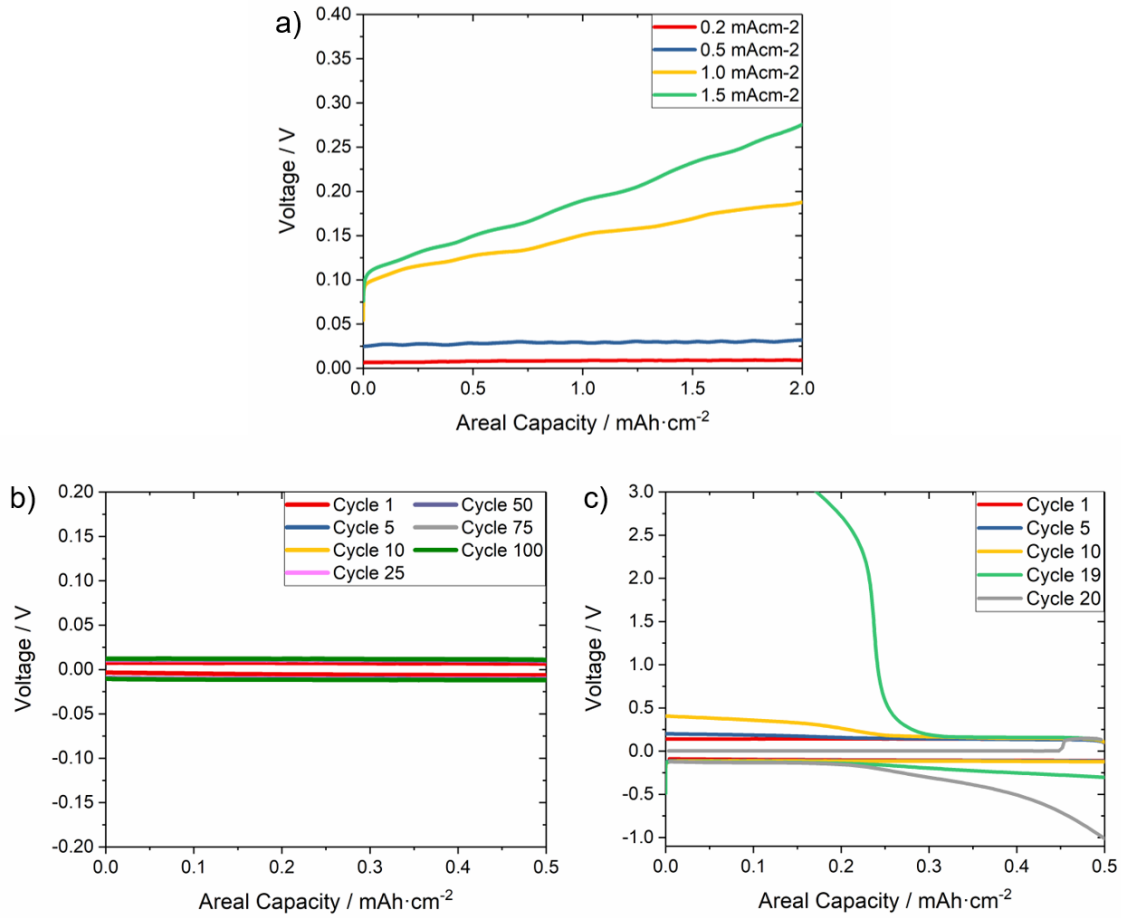 a)
0.40
0.35
0.30
0.25
0.20
0.15
0.10
0.05
0.00
Voltage / V
0.2 mAcm-2
0.5 mAcm-2
1.0 mAcm-2
1.5 mAcm-2
0.0 0.5 1.0 1.5 2.0
Areal Capacity / mAh·cm⁻²
b)
0.20
0.15
0.10
0.05
0.00
-0.05
-0.10
-0.15
-0.20
Voltage / V
Cycle 1 Cycle 50
Cycle 5 Cycle 75
Cycle 10 Cycle 100
Cycle 25
0.0 0.1 0.2 0.3 0.4 0.5
Areal Capacity / mAh·cm⁻²
c)
3.0
2.5
2.0
1.5
1.0
0.5
0.0
-0.5
-1.0
Voltage / V
Cycle 1
Cycle 5
Cycle 10
Cycle 19
Cycle 20
0.0 0.1 0.2 0.3 0.4 0.5
Areal Capacity / mAh·cm⁻²